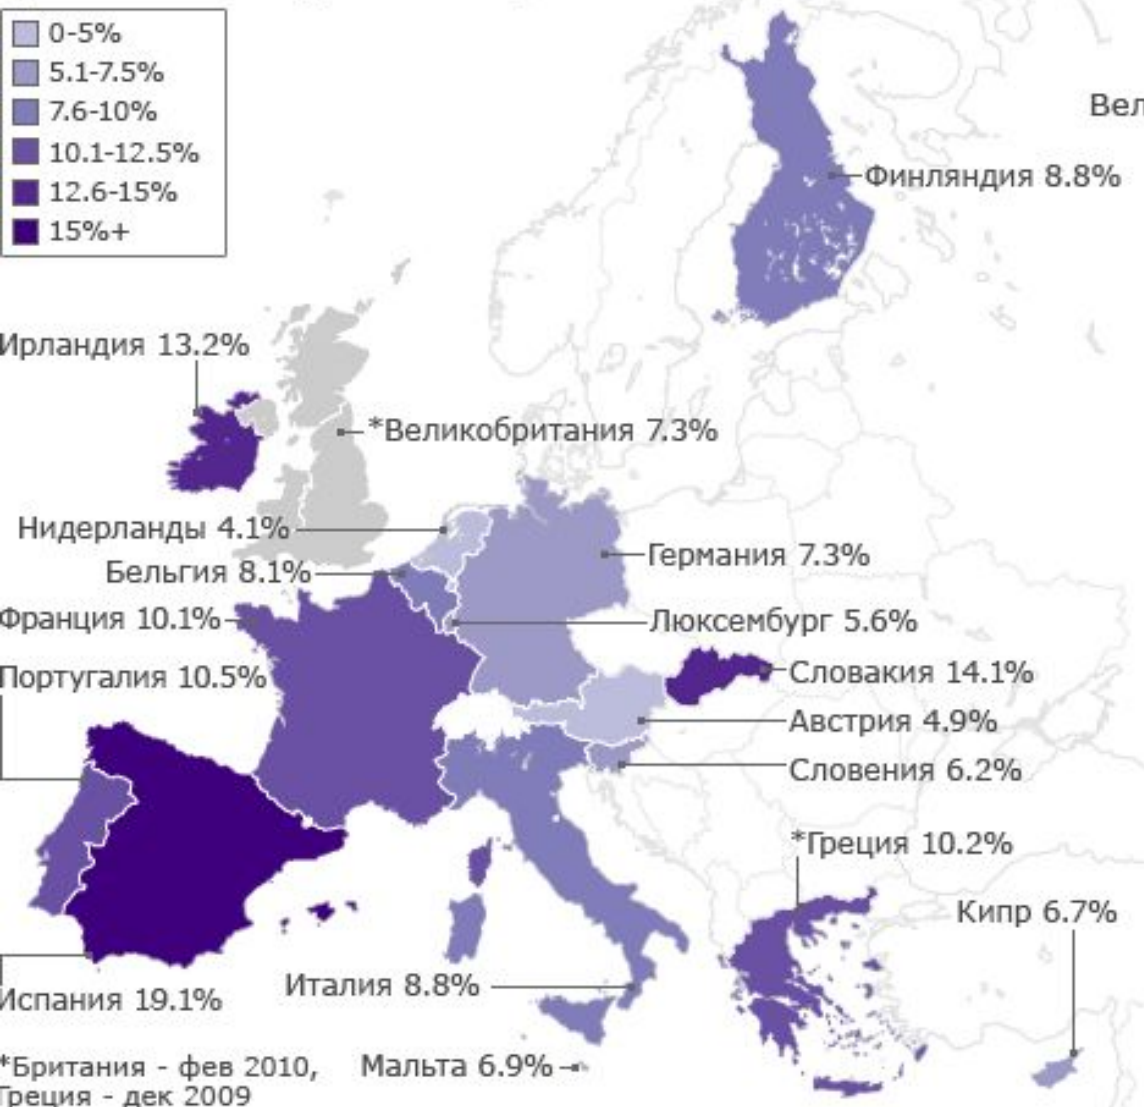 0-5%
5.1-7.5%
7.6-10%
10.1-12.5%
12.6-15%
15%+
Вел
Финляндия 8.8%
Ирландия 13.2%
*Великобритания 7.3%
Нидерланды 4.1%
Германия 7.3%
Бельгия 8.1%
Франция 10.1%
Люксембург 5.6%
Португалия 10.5%
Словакия 14.1%
Австрия 4.9%
Словения 6.2%
*Греция 10.2%
Кипр 6.7%
Италия 8.8%
Испания 19.1%
*Британия - фев 2010,
Греция - дек 2009
Мальта 6.9%